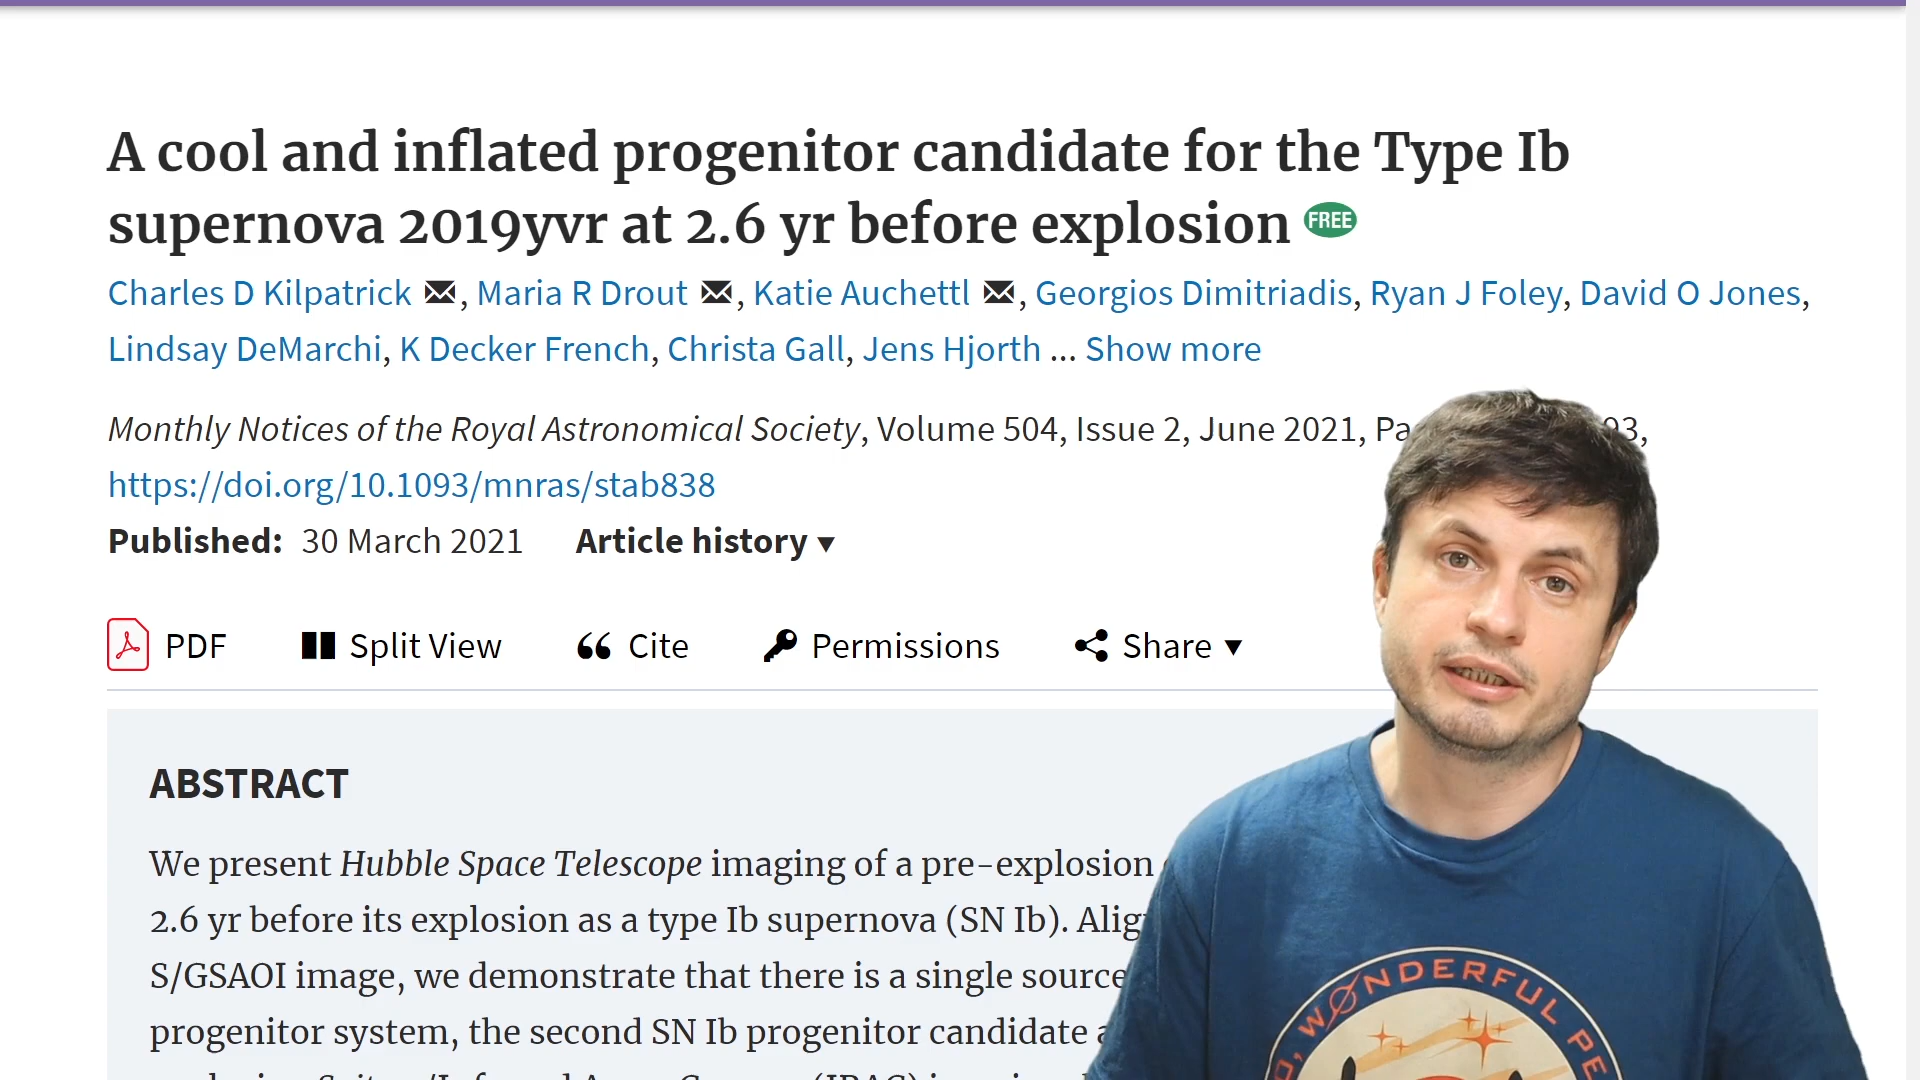 A cool and inflated progenitor candidate for the Type Ib
supernova 2019yvr at 2.6 yr before explosion FREE
Charles D Kilpatrick, Maria R Drout, Katie Auchettl, Georgios Dimitriadis, Ryan J Foley, David O Jones,
Lindsay DeMarchi, K Decker French, Christa Gall, Jens Hjorth ... Show more
Monthly Notices of the Royal Astronomical Society, Volume 504, Issue 2, June 2021,
https://doi.org/10.1093/mnras/stab838
Published: 30 March 2021 Article history ▼
PDF Split View Cite Permissions Share ▼
ABSTRACT
We present Hubble Space Telescope imaging of a pre-explosion
2.6 yr before its explosion as a type Ib supernova (SN Ib).
S/GSAOI image, we demonstrate that there is a single source
progenitor system, the second SN Ib progenitor candidate
WONDERFUL